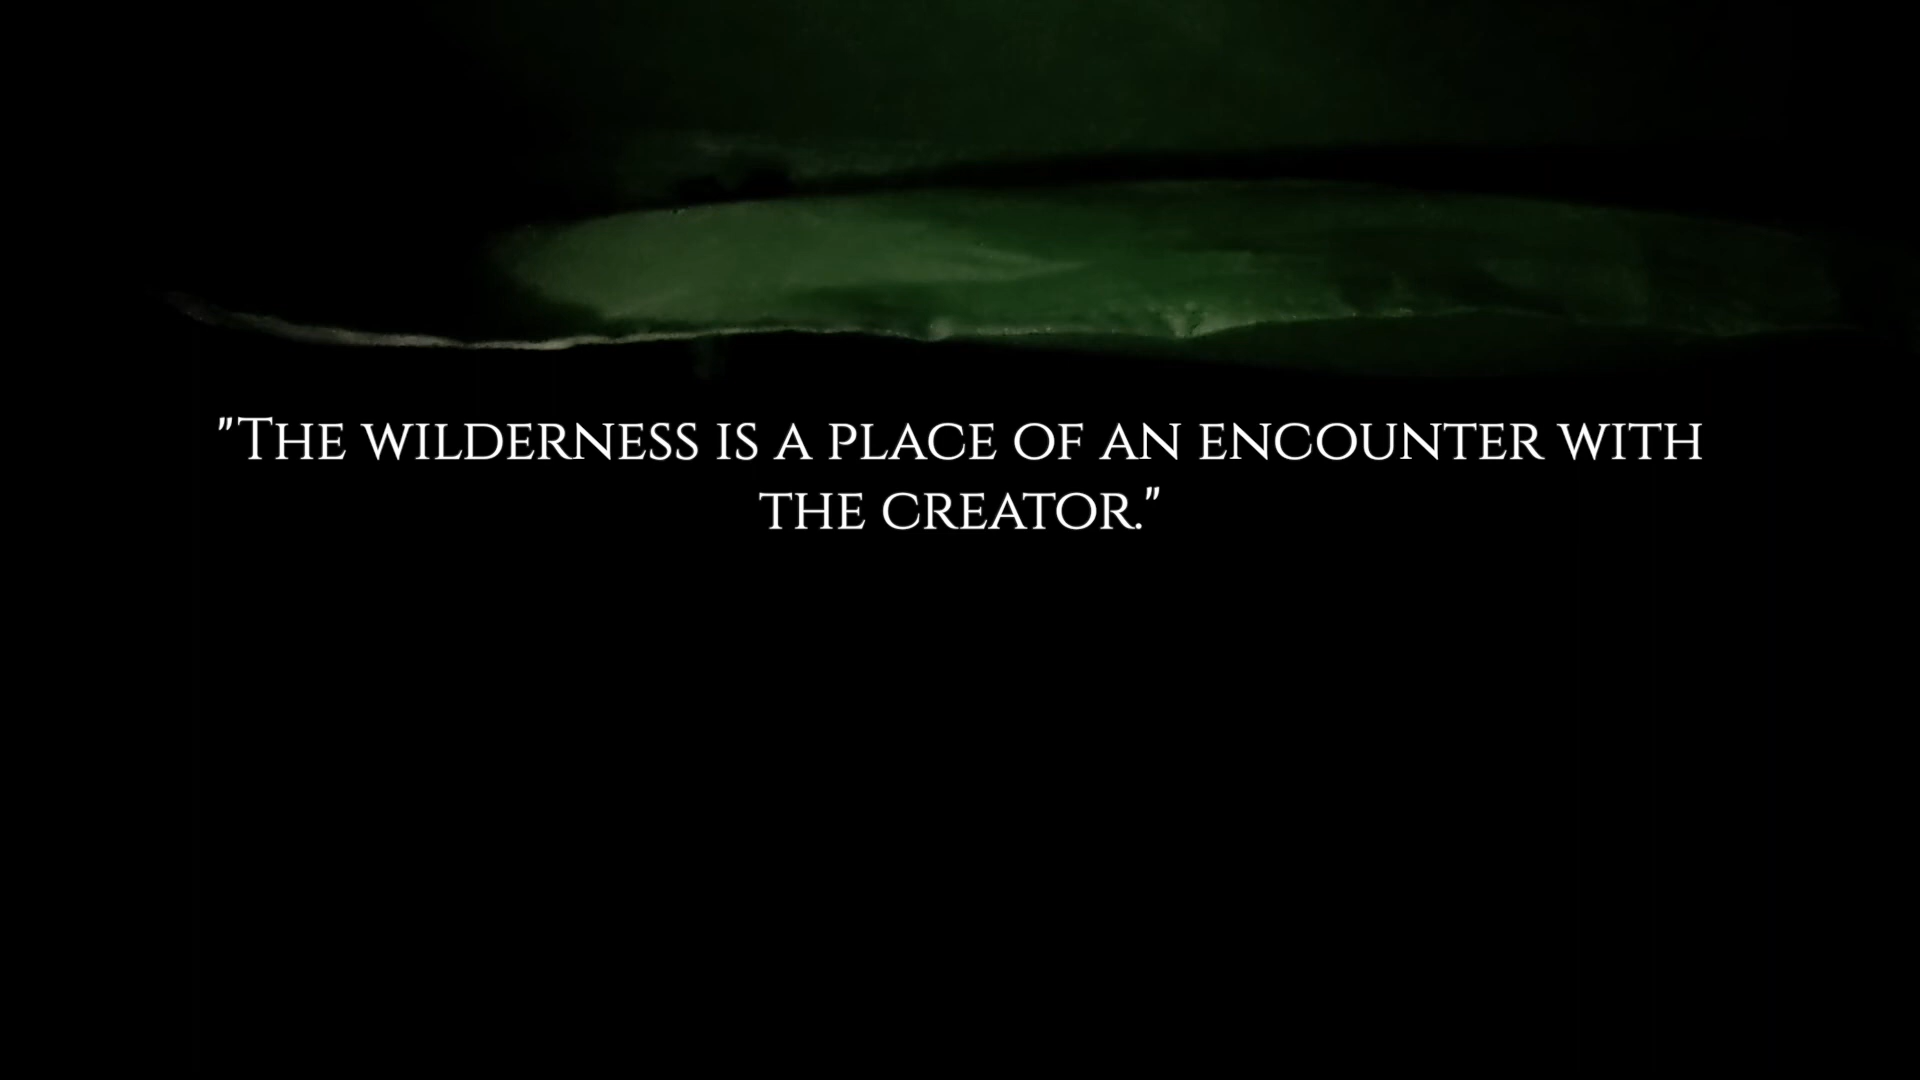 "The wilderness is a place of an encounter with
the creator."